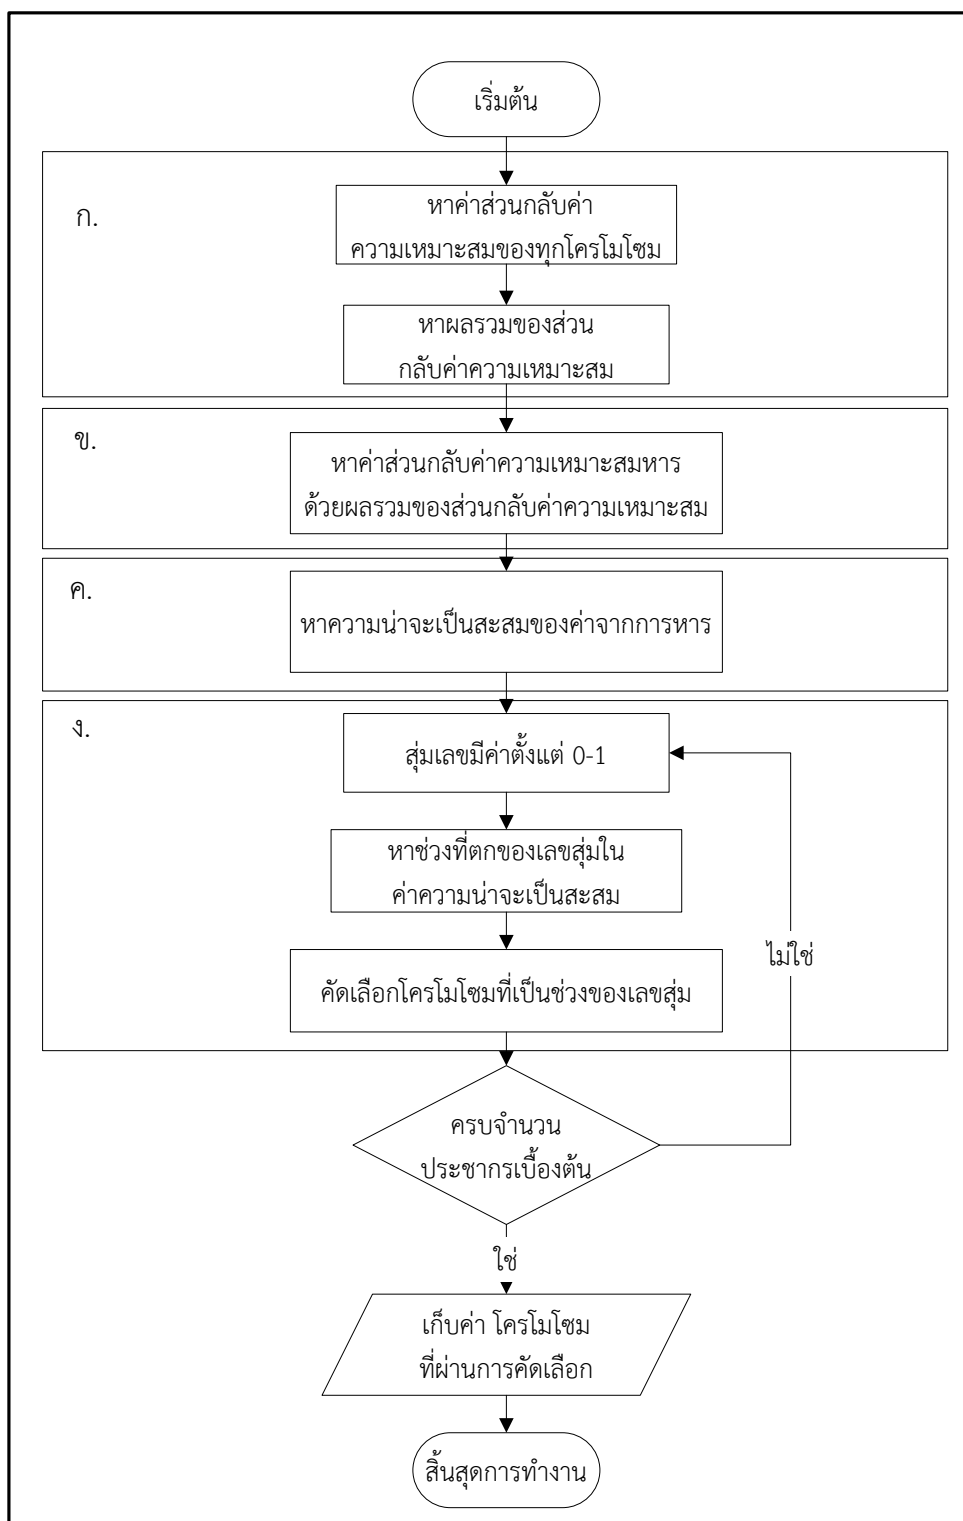 เริ่มต้น
ก.
หาค่าส่วนกลับค่า
ความเหมาะสมของทุกโครโมโซม
หาผลรวมของส่วน
กลับค่าความเหมาะสม
ข.
หาค่าส่วนกลับค่าความเหมาะสมหาร
ด้วยผลรวมของส่วนกลับค่าความเหมาะสม
ค.
หาความน่าจะเป็นสะสมของค่าจากการหาร
ง.
สุ่มเลขมีค่าตั้งแต่ 0-1
หาช่วงที่ตกของเลขสุ่มใน
ค่าความน่าจะเป็นสะสม
ไม่ใช่
คัดเลือกโครโมโซมที่เป็นช่วงของเลขสุ่ม
ครบจำนวน
ประชากรเบื้องต้น
ใช่
เก็บค่า โครโมโซม
ที่ผ่านการคัดเลือก
สิ้นสุดการทำงาน